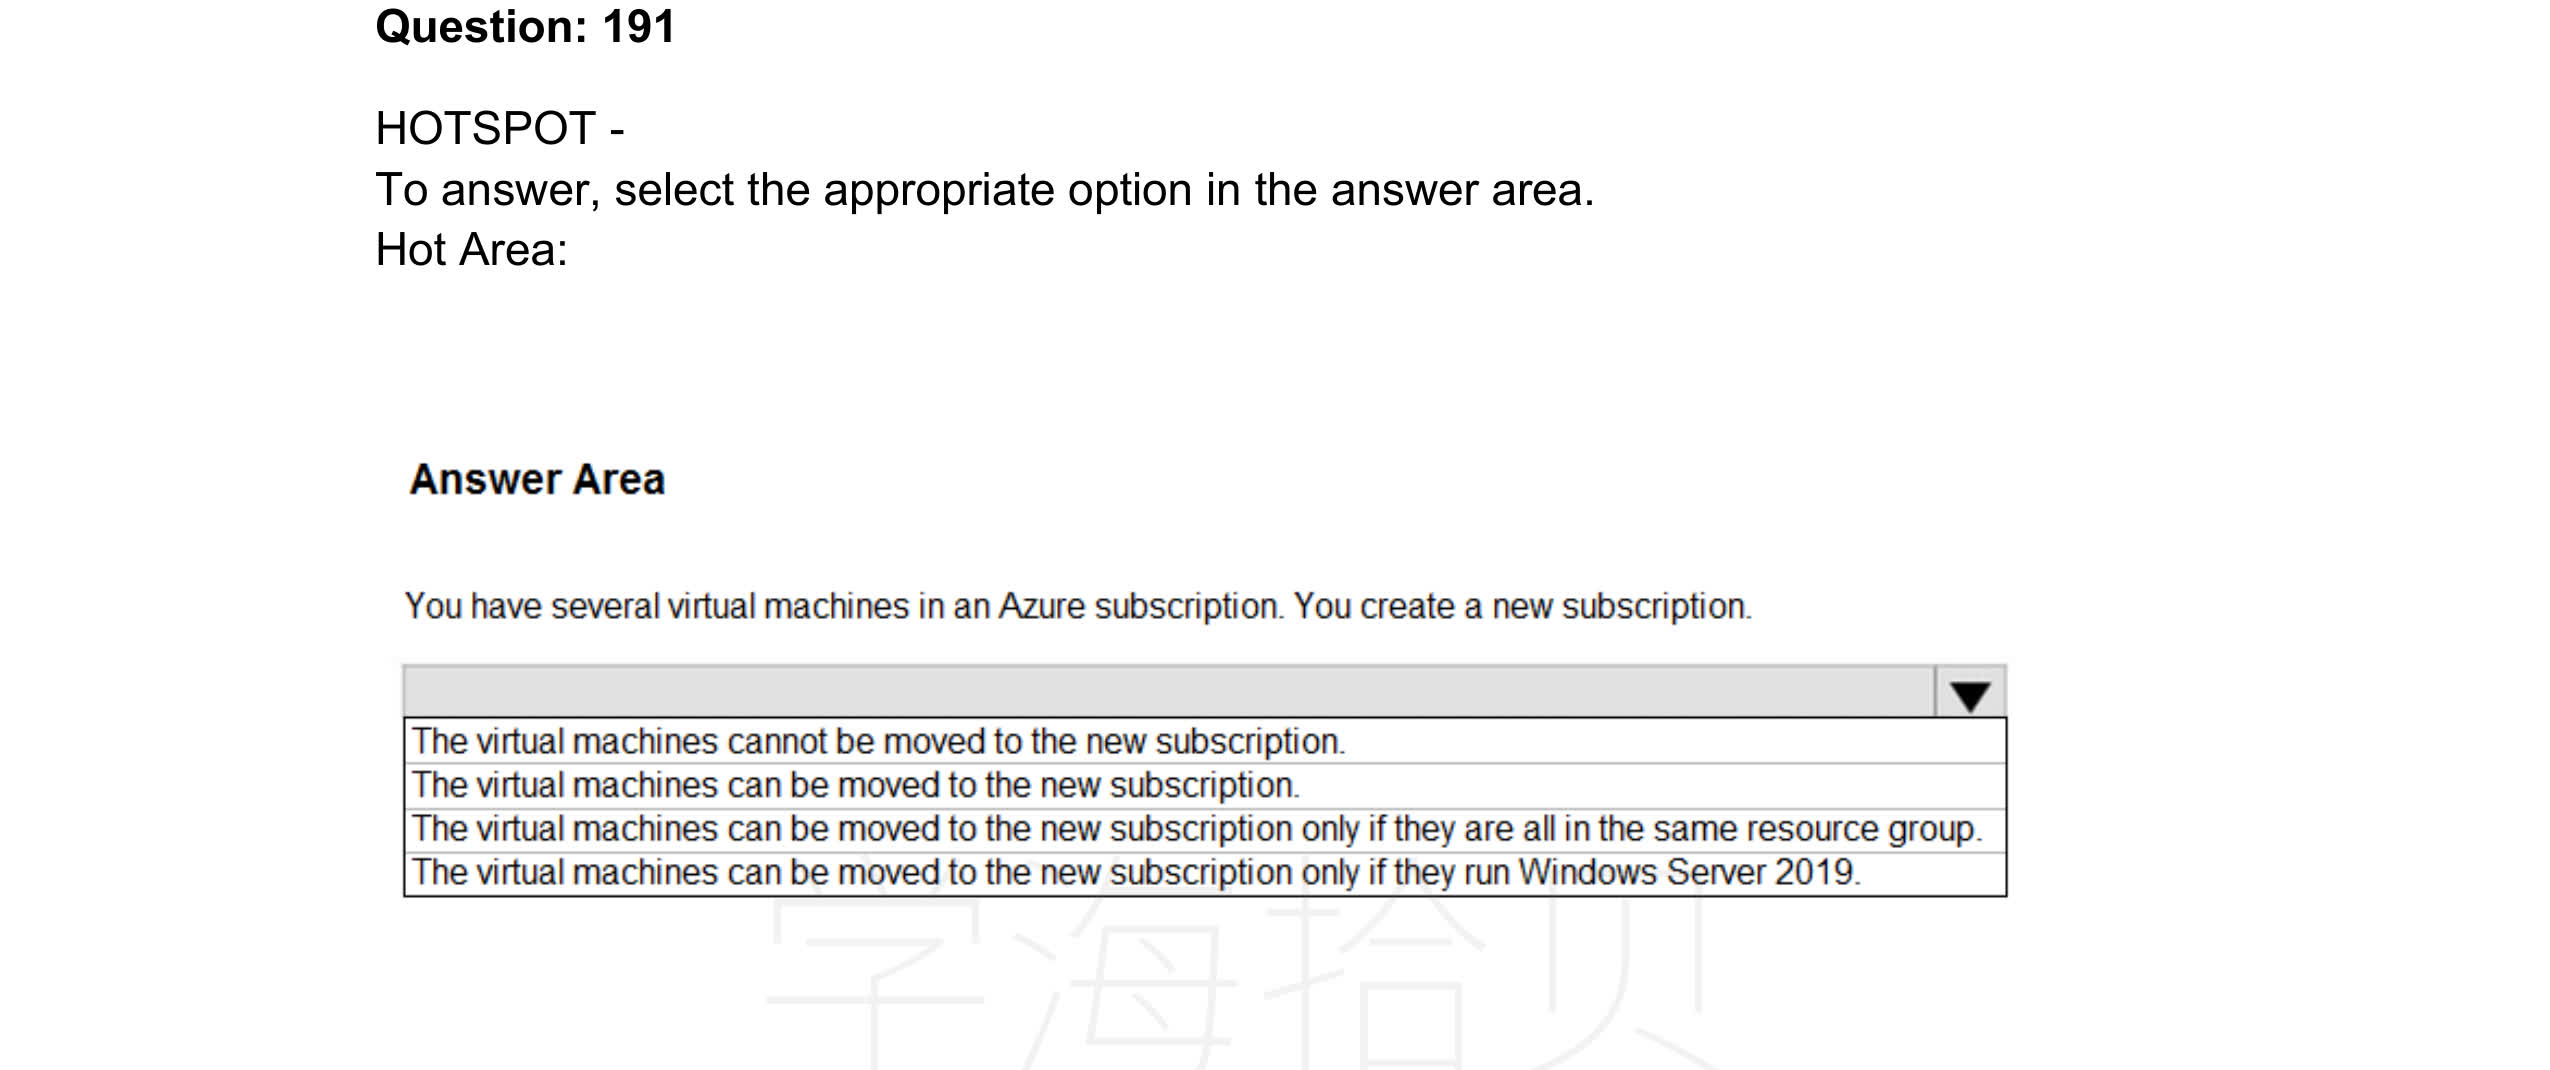 Question: 191
HOTSPOT -
To answer, select the appropriate option in the answer area.
Hot Area:
Answer Area
You have several virtual machines in an Azure subscription. You create a new subscription.
The virtual machines cannot be moved to the new subscription.
The virtual machines can be moved to the new subscription.
The virtual machines can be moved to the new subscription only if they are all in the same resource group.
The virtual machines can be moved to the new subscription only if they run Windows Server 2019.
学海拾贝